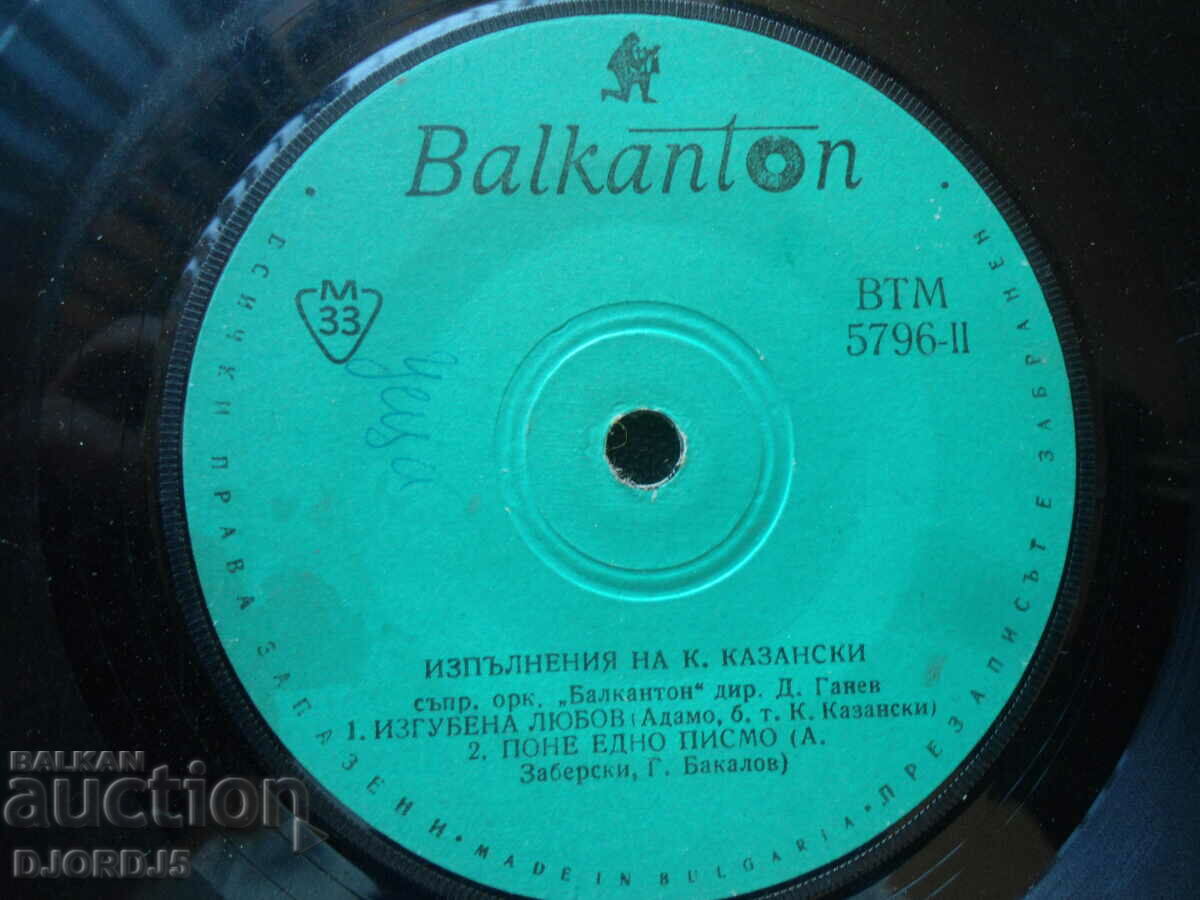 Balkanton
M
33
ВТМ
5796-II
ИЗПЪЛНЕНИЯ НА К. КАЗАНСКИ
съпр. орк. „Балкантон“ дир. Д. Ганев
1. ИЗГУБЕНА ЛЮБОВ (Адамо, б. т. К. Казански)
2. ПОНЕ ЕДНО ПИСМО (А.
Заберски, Г. Бакалов)
• ВСИЧКИ ПРАВА ЗАПАЗЕНИ • MADE IN BULGARIA • ПРЕЗАПИСЪТ Е ЗАБРАНЕН •
BALKAN
auction
DJORDJ5